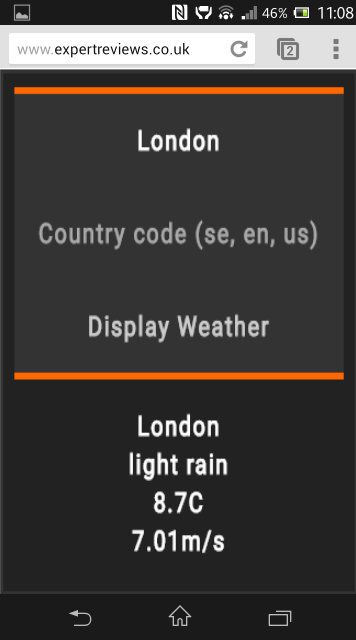 46% 11:08
www.expertreviews.co.uk 2
London
Country code (se, en, us)
Display Weather
London
light rain
8.7C
7.01m/s